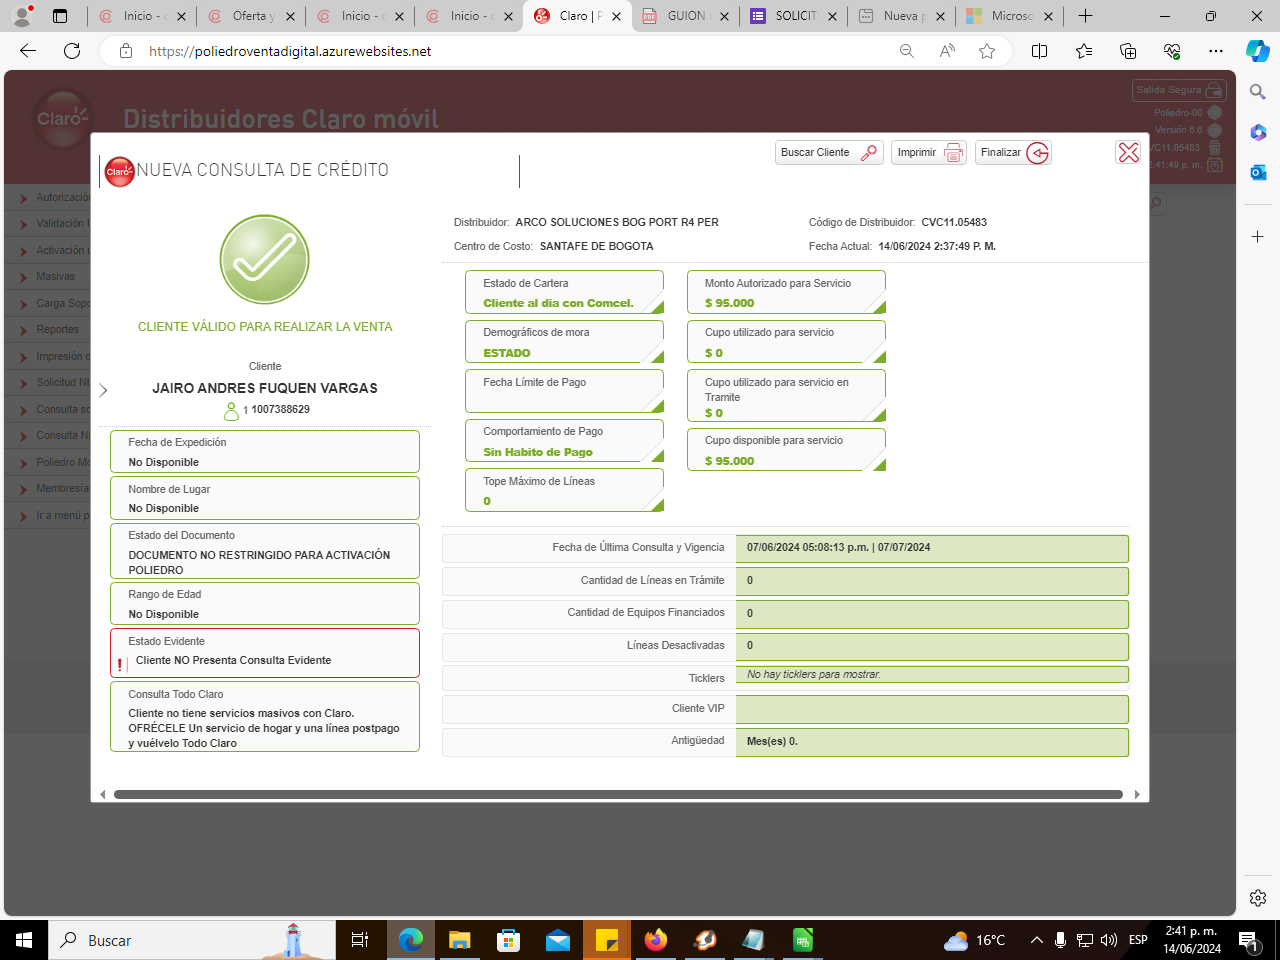 Inicio - c
Oferta y
Inicio - c
Inicio - c
Claro | P
GUION
SOLICIT
Nueva p
Microso
https://poliedroventadigital.azurewebsites.net
Claro
Distribuidores Claro móvil
Salida Segura
Poliedro-00
Versión 6.6
VC11.05483
2:41:49 p. m.
Autorizació
Validación
Activación
Masivas
Carga Sopo
Reportes
Impresión d
Solicitud NI
Consulta so
Consulta NI
Poliedro Mo
Membresía
Ir a menú p
Claro
NUEVA CONSULTA DE CRÉDITO
Buscar Cliente
Imprimir
Finalizar
CLIENTE VÁLIDO PARA REALIZAR LA VENTA
Cliente
JAIRO ANDRES FUQUEN VARGAS
1 1007388629
Fecha de Expedición
No Disponible
Nombre de Lugar
No Disponible
Estado del Documento
DOCUMENTO NO RESTRINGIDO PARA ACTIVACIÓN
POLIEDRO
Rango de Edad
No Disponible
Estado Evidente
! Cliente NO Presenta Consulta Evidente
Consulta Todo Claro
Cliente no tiene servicios masivos con Claro.
OFRÉCELE Un servicio de hogar y una línea postpago
y vuélvelo Todo Claro
Distribuidor: ARCO SOLUCIONES BOG PORT R4 PER
Código de Distribuidor: CVC11.05483
Centro de Costo: SANTAFE DE BOGOTA
Fecha Actual: 14/06/2024 2:37:49 P. M.
Estado de Cartera
Cliente al dia con Comcel.
Demográficos de mora
ESTADO
Fecha Límite de Pago
Comportamiento de Pago
Sin Habito de Pago
Tope Máximo de Líneas
0
Monto Autorizado para Servicio
$ 95.000
Cupo utilizado para servicio
$ 0
Cupo utilizado para servicio en
Tramite
$ 0
Cupo disponible para servicio
$ 95.000
Fecha de Última Consulta y Vigencia 07/06/2024 05:08:13 p.m. | 07/07/2024
Cantidad de Líneas en Trámite 0
Cantidad de Equipos Financiados 0
Líneas Desactivadas 0
Ticklers No hay ticklers para mostrar.
Cliente VIP
Antigüedad Mes(es) 0.
Buscar
16°C
ESP
2:41 p. m.
14/06/2024
1